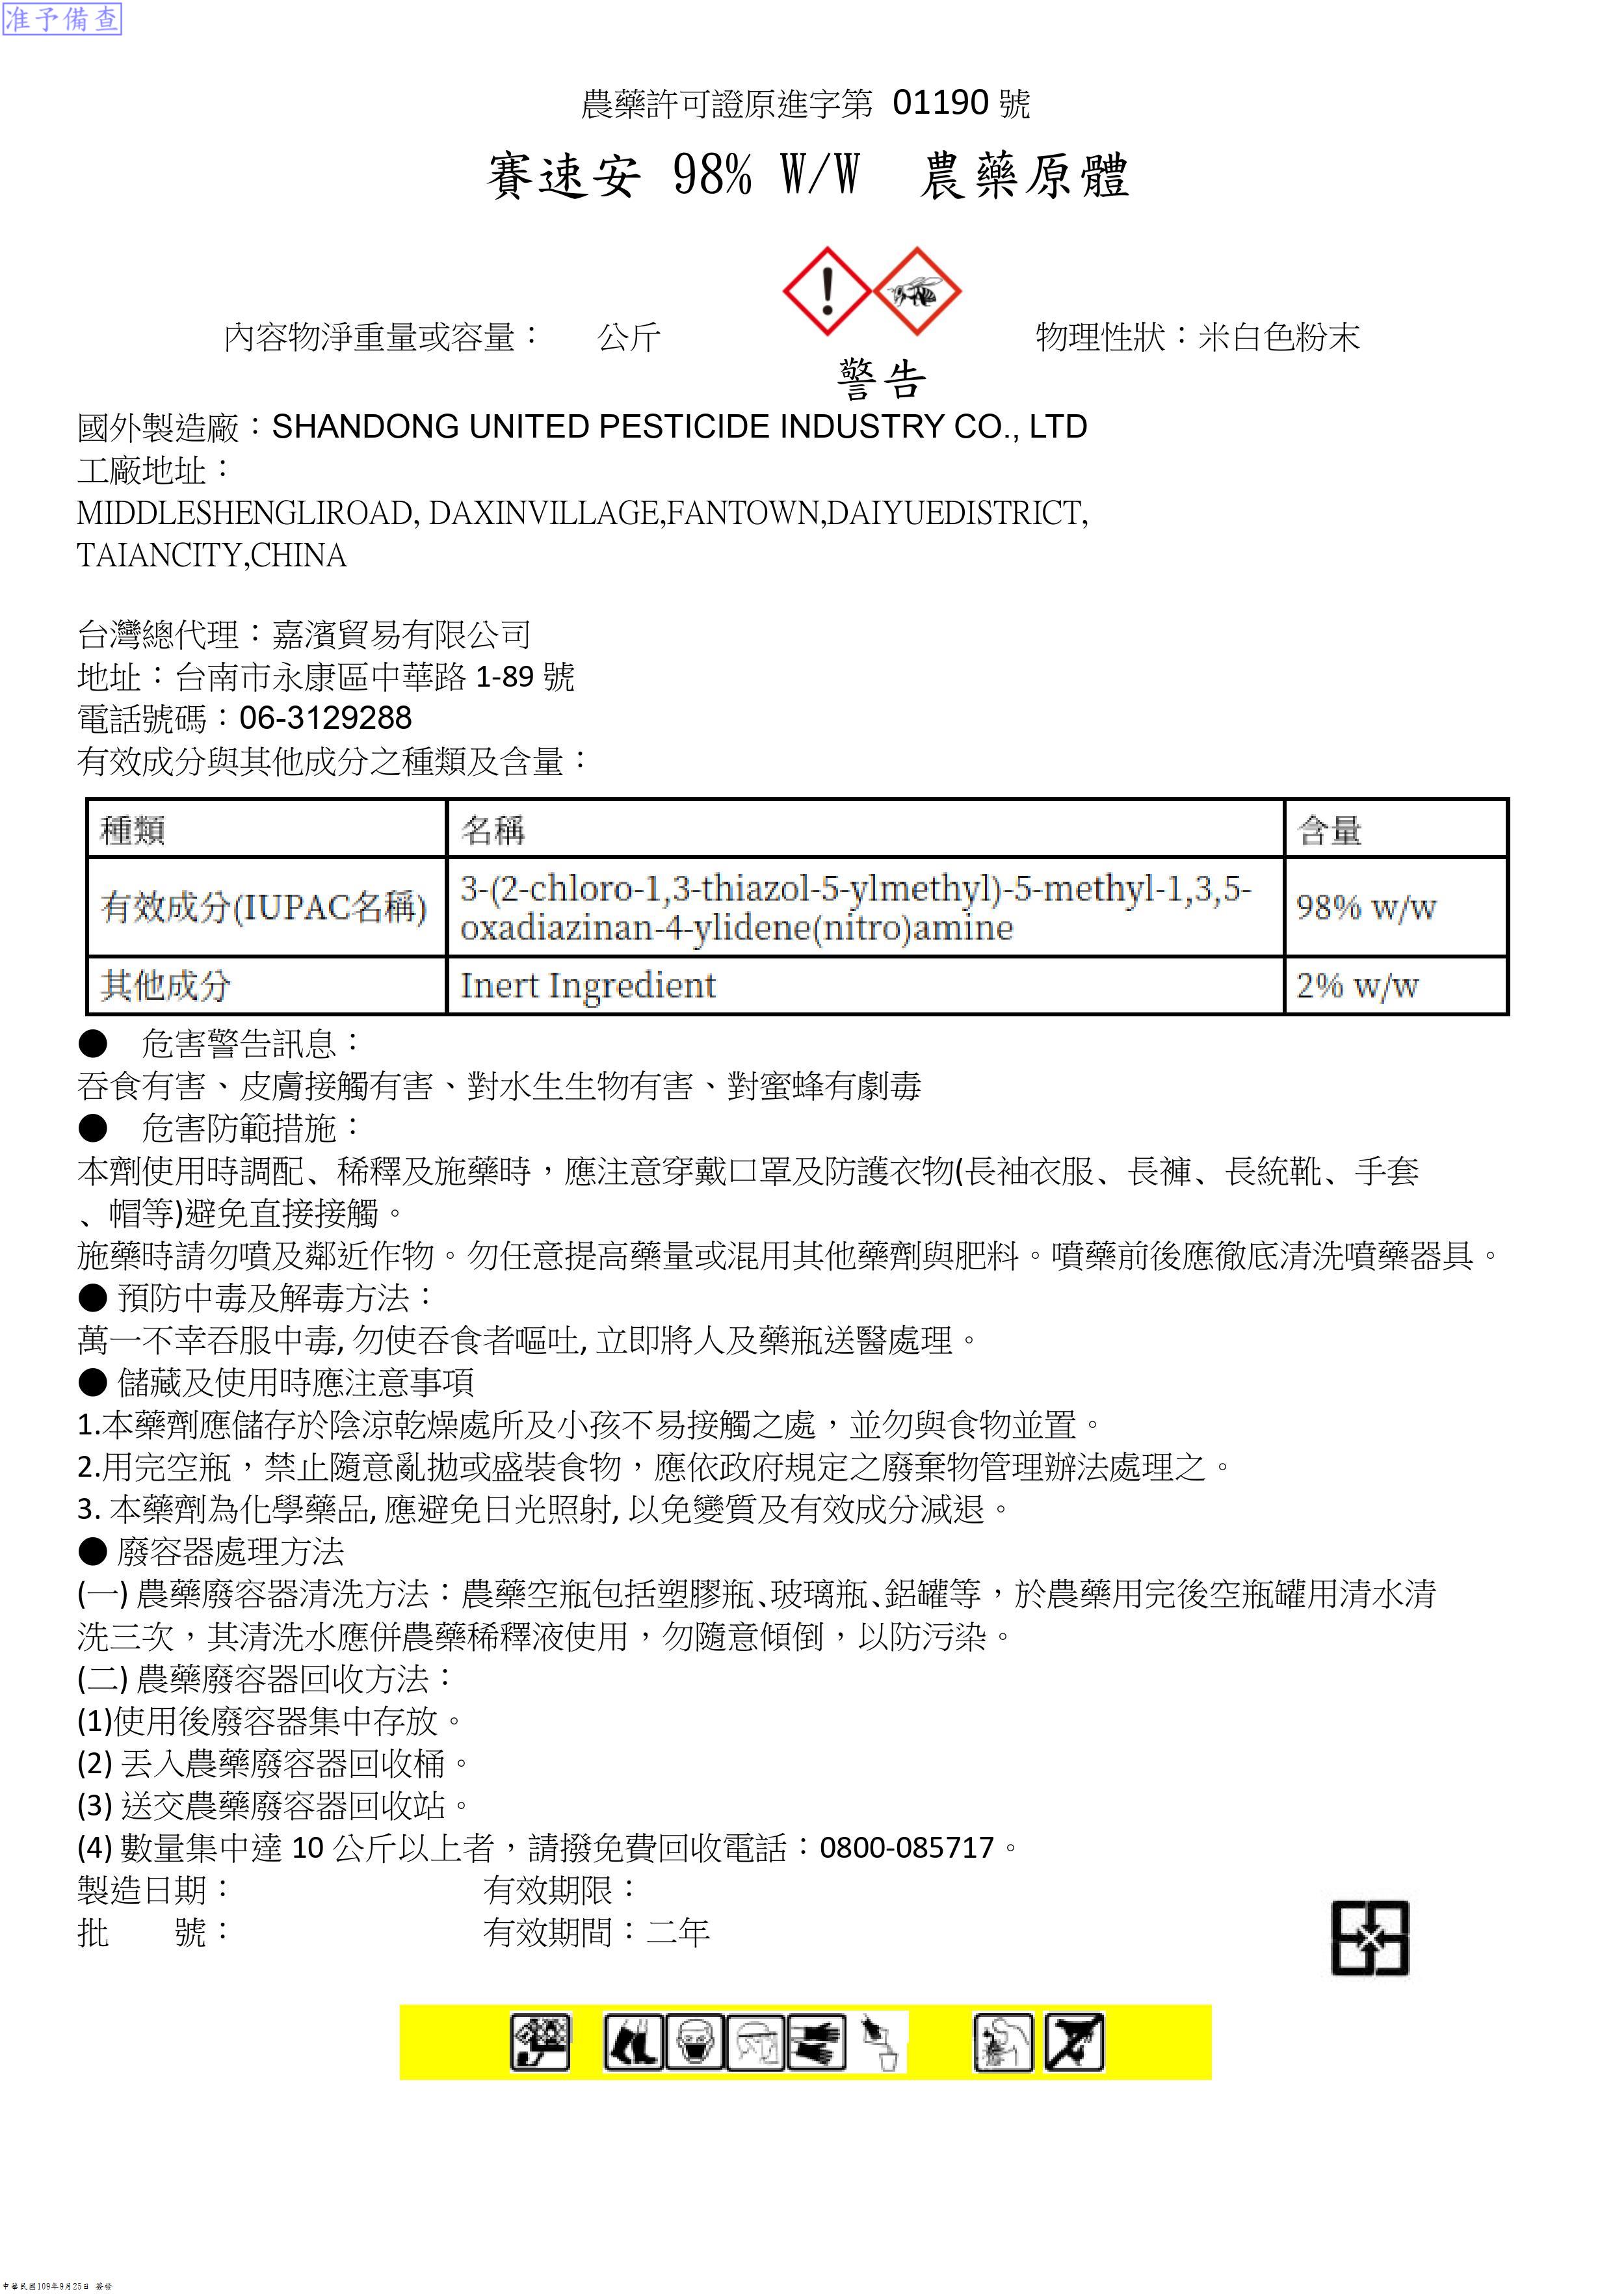 准予備查
農藥許可證原進字第 01190 號
賽速安 98% W/W 農藥原體
內容物淨重量或容量： 公斤
物理性狀：米白色粉末
警告
國外製造廠：SHANDONG UNITED PESTICIDE INDUSTRY CO., LTD
工廠地址：
MIDDLESHENGLIROAD, DAXINVILLAGE,FANTOWN,DAIYUEDISTRICT,
TAIANCITY,CHINA
台灣總代理：嘉濱貿易有限公司
地址：台南市永康區中華路 1-89 號
電話號碼：06-3129288
有效成分與其他成分之種類及含量：
種類 名稱 含量
有效成分(IUPAC名稱) 3-(2-chloro-1,3-thiazol-5-ylmethyl)-5-methyl-1,3,5- 98% w/w
oxadiazinan-4-ylidene(nitro)amine
其他成分 Inert Ingredient 2% w/w
● 危害警告訊息：
吞食有害、皮膚接觸有害、對水生生物有害、對蜜蜂有劇毒
● 危害防範措施：
本劑使用時調配、稀釋及施藥時，應注意穿戴口罩及防護衣物(長袖衣服、長褲、長統靴、手套
、帽等)避免直接接觸。
施藥時請勿噴及鄰近作物。勿任意提高藥量或混用其他藥劑與肥料。噴藥前後應徹底清洗噴藥器具。
● 預防中毒及解毒方法：
萬一不幸吞服中毒, 勿使吞食者嘔吐, 立即將人及藥瓶送醫處理。
● 儲藏及使用時應注意事項
1.本藥劑應儲存於陰涼乾燥處所及小孩不易接觸之處，並勿與食物並置。
2.用完空瓶，禁止隨意亂拋或盛裝食物，應依政府規定之廢棄物管理辦法處理之。
3. 本藥劑為化學藥品, 應避免日光照射, 以免變質及有效成分減退。
● 廢容器處理方法
(一) 農藥廢容器清洗方法：農藥空瓶包括塑膠瓶、玻璃瓶、鋁罐等，於農藥用完後空瓶罐用清水清
洗三次，其清洗水應併農藥稀釋液使用，勿隨意傾倒，以防污染。
(二) 農藥廢容器回收方法：
(1)使用後廢容器集中存放。
(2) 丟入農藥廢容器回收桶。
(3) 送交農藥廢容器回收站。
(4) 數量集中達 10 公斤以上者，請撥免費回收電話：0800-085717。
製造日期： 有效期限：
批 號： 有效期間：二年
中華民國109年9月25日 簽發